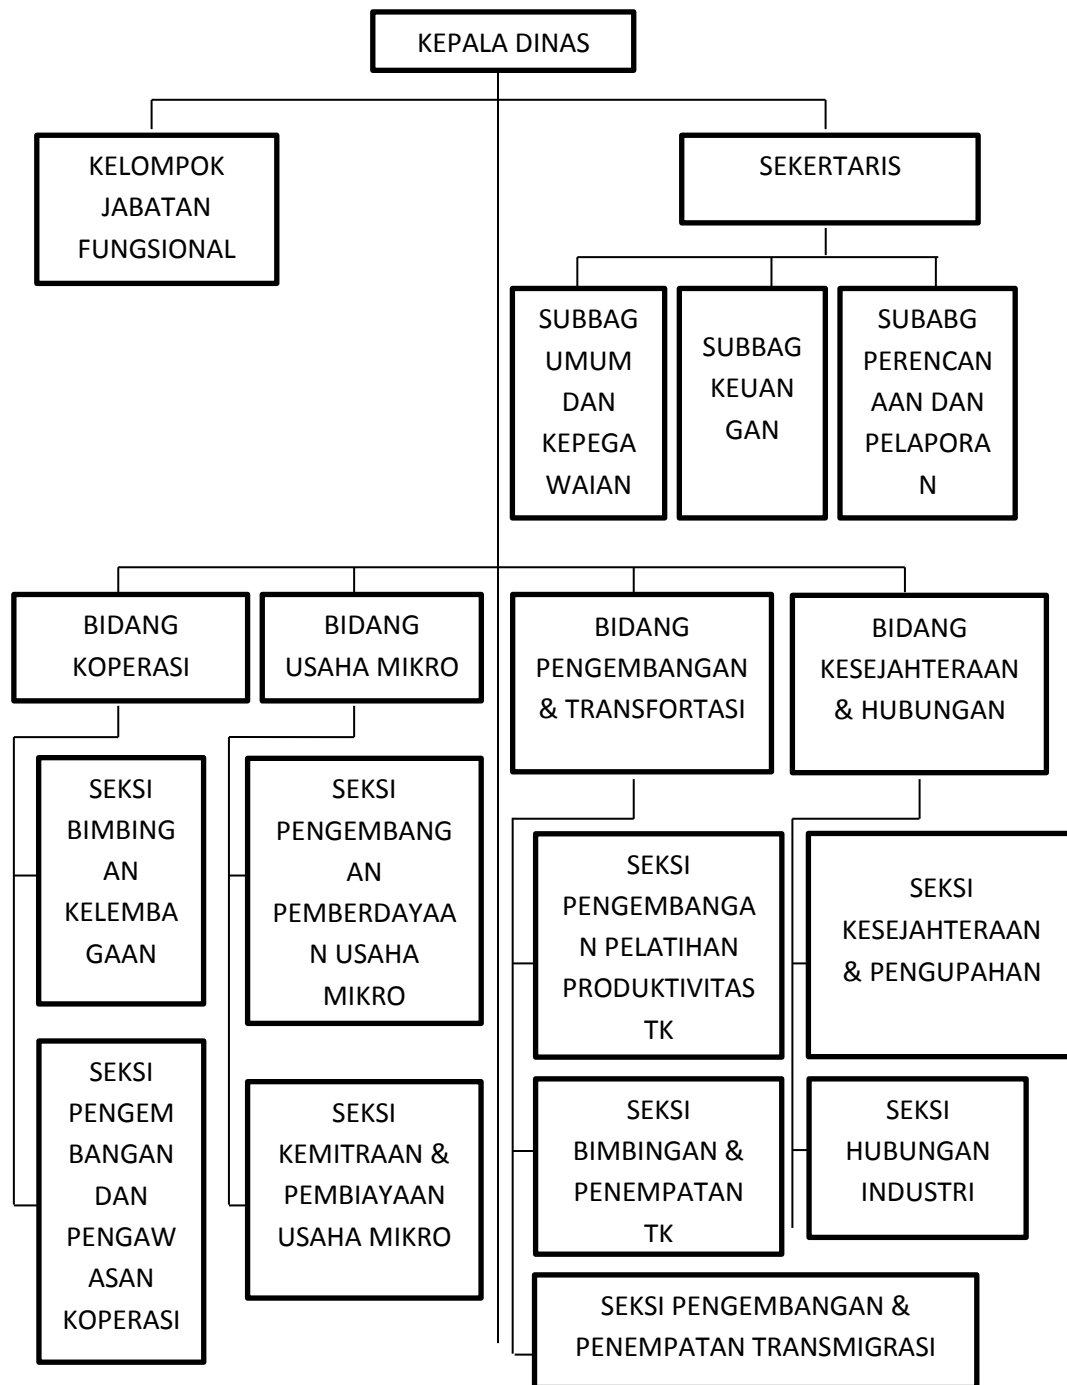 KEPALA DINAS
KELOMPOK
JABATAN
FUNGSIONAL
SEKERTARIS
SUBBAG
UMUM
DAN
KEPEGA
WAIAN
SUBBAG
KEUAN
GAN
SUBABG
PERENCAN
AAN DAN
PELAPORA
N
BIDANG
KOPERASI
BIDANG
USAHA MIKRO
BIDANG
PENGEMBANGAN
& TRANSFORTASI
BIDANG
KESEJAHTERAAN
& HUBUNGAN
SEKSI
BIMBING
AN
KELEMBA
GAAN
SEKSI
PENGEMBANG
AN
PEMBERDAYAA
N USAHA
MIKRO
SEKSI
PENGEMBANGA
N PELATIHAN
PRODUKTIVITAS
TK
SEKSI
KESEJAHTERAAN
& PENGUPAHAN
SEKSI
PENGEM
BANGAN
DAN
PENGAW
ASAN
KOPERASI
SEKSI
KEMITRAAN &
PEMBIAYAAN
USAHA MIKRO
SEKSI
BIMBINGAN &
PENEMPATAN
TK
SEKSI
HUBUNGAN
INDUSTRI
SEKSI PENGEMBANGAN &
PENEMPATAN TRANSMIGRASI